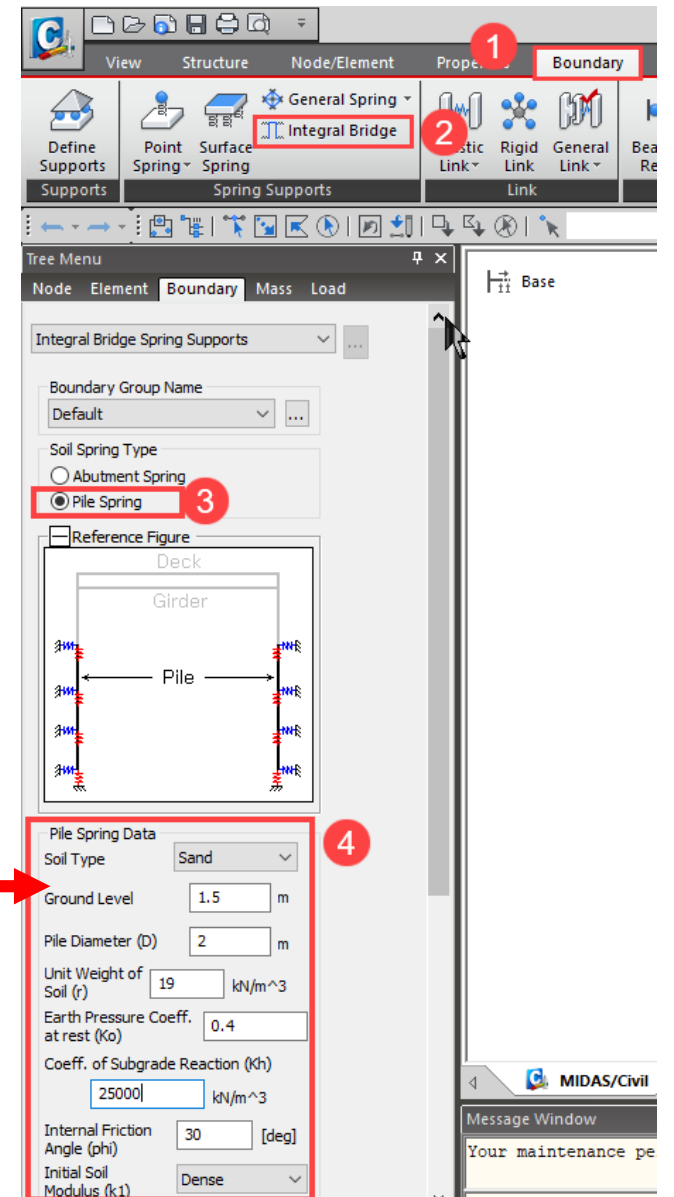 View Structure Node/Element Boundary
1
General Spring
Integral Bridge
2
Define Supports
Point Spring
Surface Spring
Rigid Link
General Link
Supports Spring Supports Link
Tree Menu
Node Element Boundary Mass Load
Base
Integral Bridge Spring Supports ...
Boundary Group Name
Default ...
Soil Spring Type
Abutment Spring
Pile Spring 3
Reference Figure
Deck
Girder
Pile
Pile Spring Data 4
Soil Type Sand
Ground Level 1.5 m
Pile Diameter (D) 2 m
Unit Weight of
Soil (r) 19 kN/m^3
Earth Pressure Coeff.
at rest (Ko) 0.4
Coeff. of Subgrade Reaction (Kh)
25000 kN/m^3
Internal Friction
Angle (phi) 30 [deg]
Initial Soil
Modulus (k1) Dense
MIDAS/Civil
Message Window
Your maintenance pe